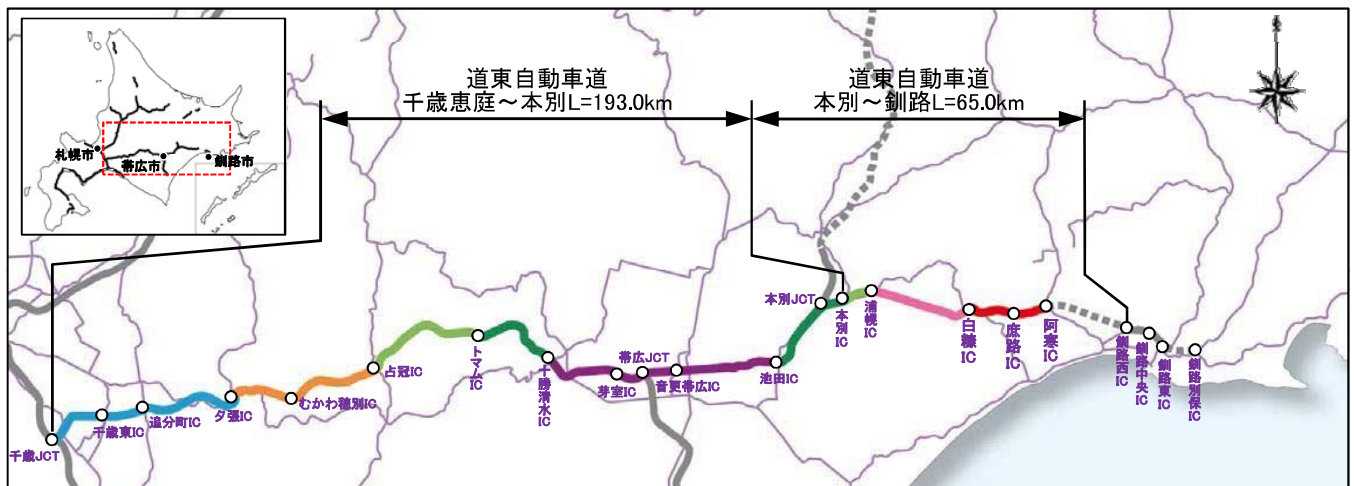 札幌市
帯広市
釧路市
道東自動車道
千歳恵庭～本別L=193.0km
道東自動車道
本別～釧路L=65.0km
千歳JCT
千歳東IC
追分町IC
夕張IC
むかわ穂別IC
占冠IC
トマムIC
十勝清水IC
芽室IC
帯広JCT
音更帯広IC
池田IC
本別JCT
本別IC
浦幌IC
白糠IC
庶路IC
阿寒IC
釧路西IC
釧路中央IC
釧路東IC
釧路別保IC